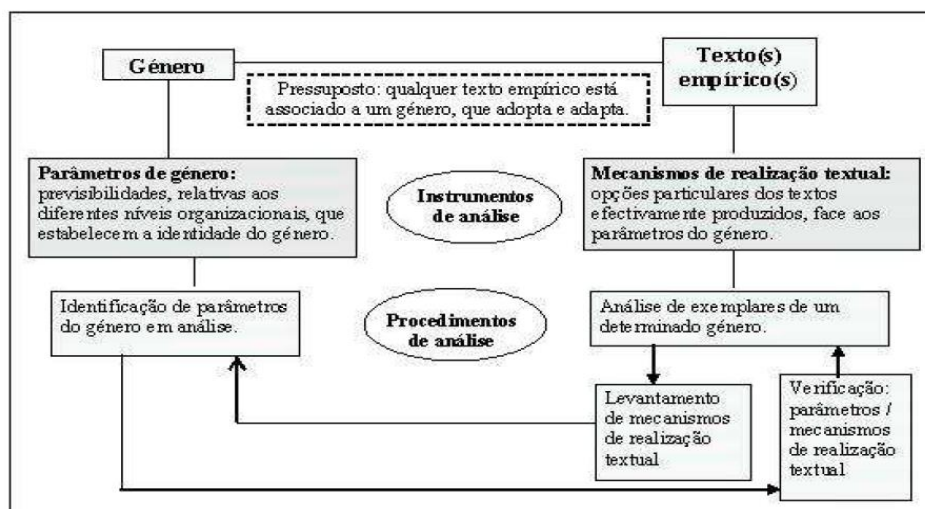 Género
Texto(s)
empírico(s)
Pressuposto: qualquer texto empírico está
associado a um género, que adopta e adapta.
Parâmetros de género:
previsibilidades, relativas aos
diferentes níveis organizacionais, que
estabelecem a identidade do género.
Instrumentos
de análise
Mecanismos de realização textual:
opções particulares dos textos
efectivamente produzidos, face aos
parâmetros do género.
Identificação de parâmetros
do género em análise.
Procedimentos
de análise
Análise de exemplares de um
determinado género.
Levantamento
de mecanismos
de realização
textual
Verificação:
parâmetros /
mecanismos
de realização
textual